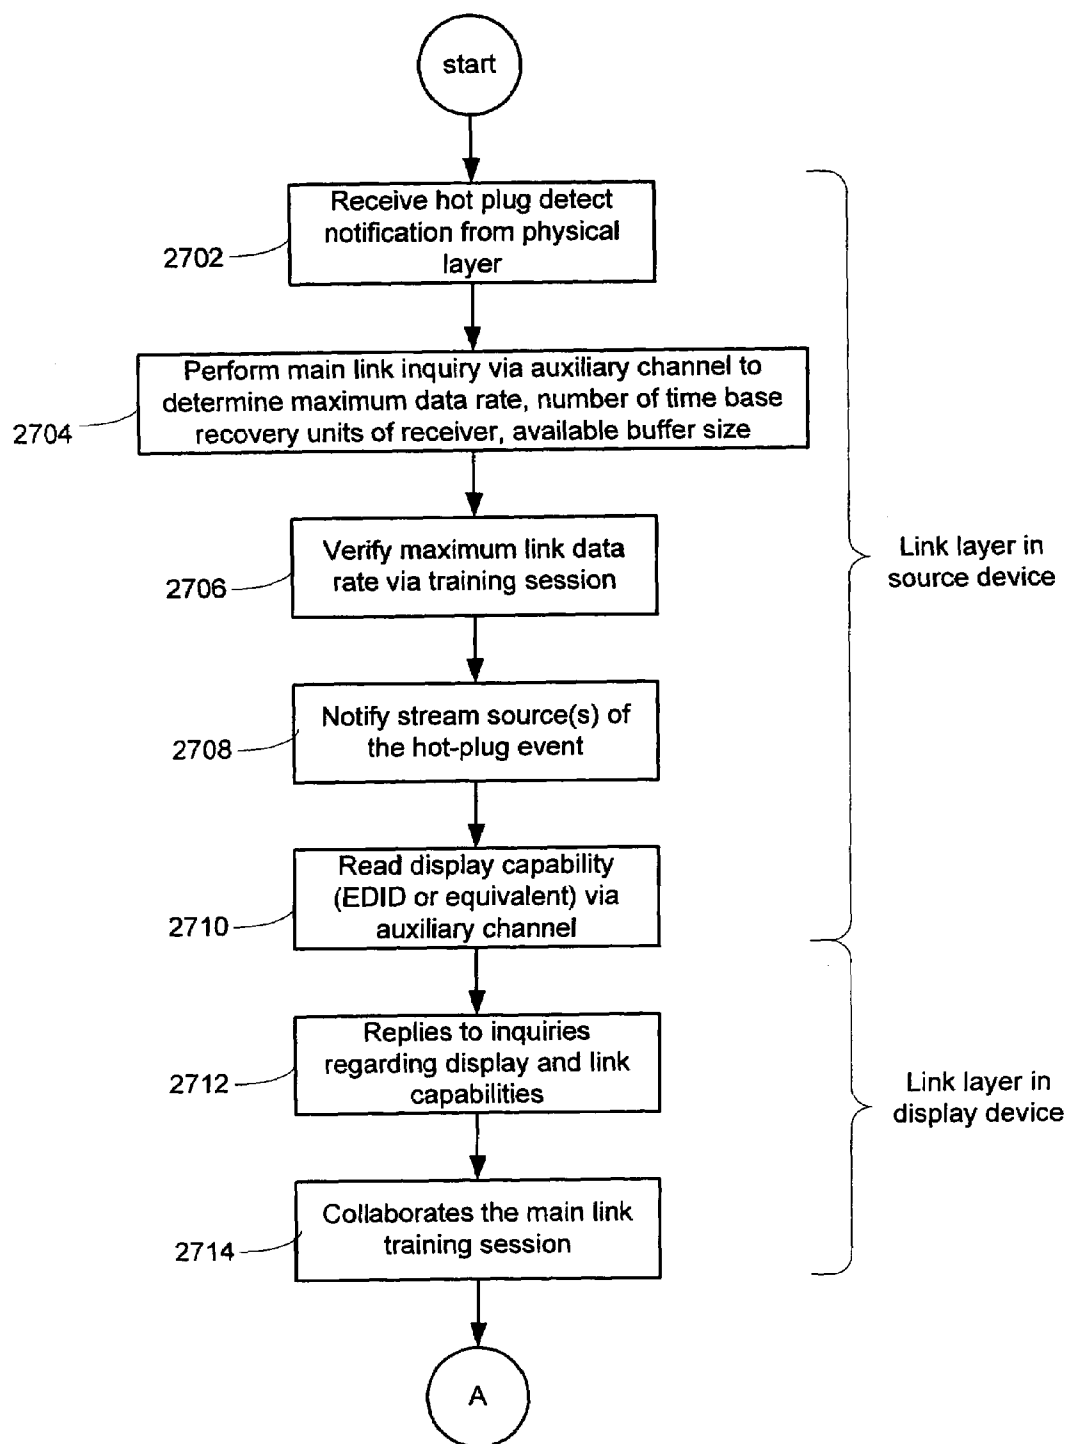 start
Receive hot plug detect
notification from physical
layer
2702
Perform main link inquiry via auxiliary channel to
determine maximum data rate, number of time base
recovery units of receiver, available buffer size
2704
Verify maximum link data
rate via training session
2706
Link layer in
source device
Notify stream source(s) of
the hot-plug event
2708
Read display capability
(EDID or equivalent) via
auxiliary channel
2710
Replies to inquiries
regarding display and link
capabilities
2712
Link layer in
display device
Collaborates the main link
training session
2714
A